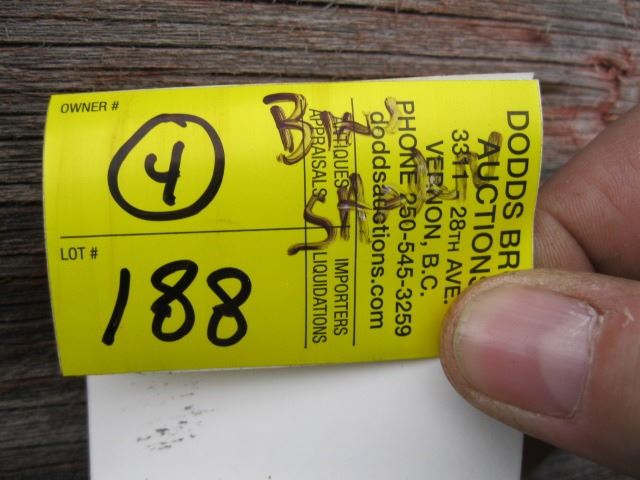 OWNER #
4
LOT #
188
DODDS BR
AUCTIONS
3311 28TH AVE.
VERNON, B.C.
PHONE 250-545-3259
doddsauctions.com
ANTIQUES IMPORTERS
APPRAISALS LIQUIDATIONS